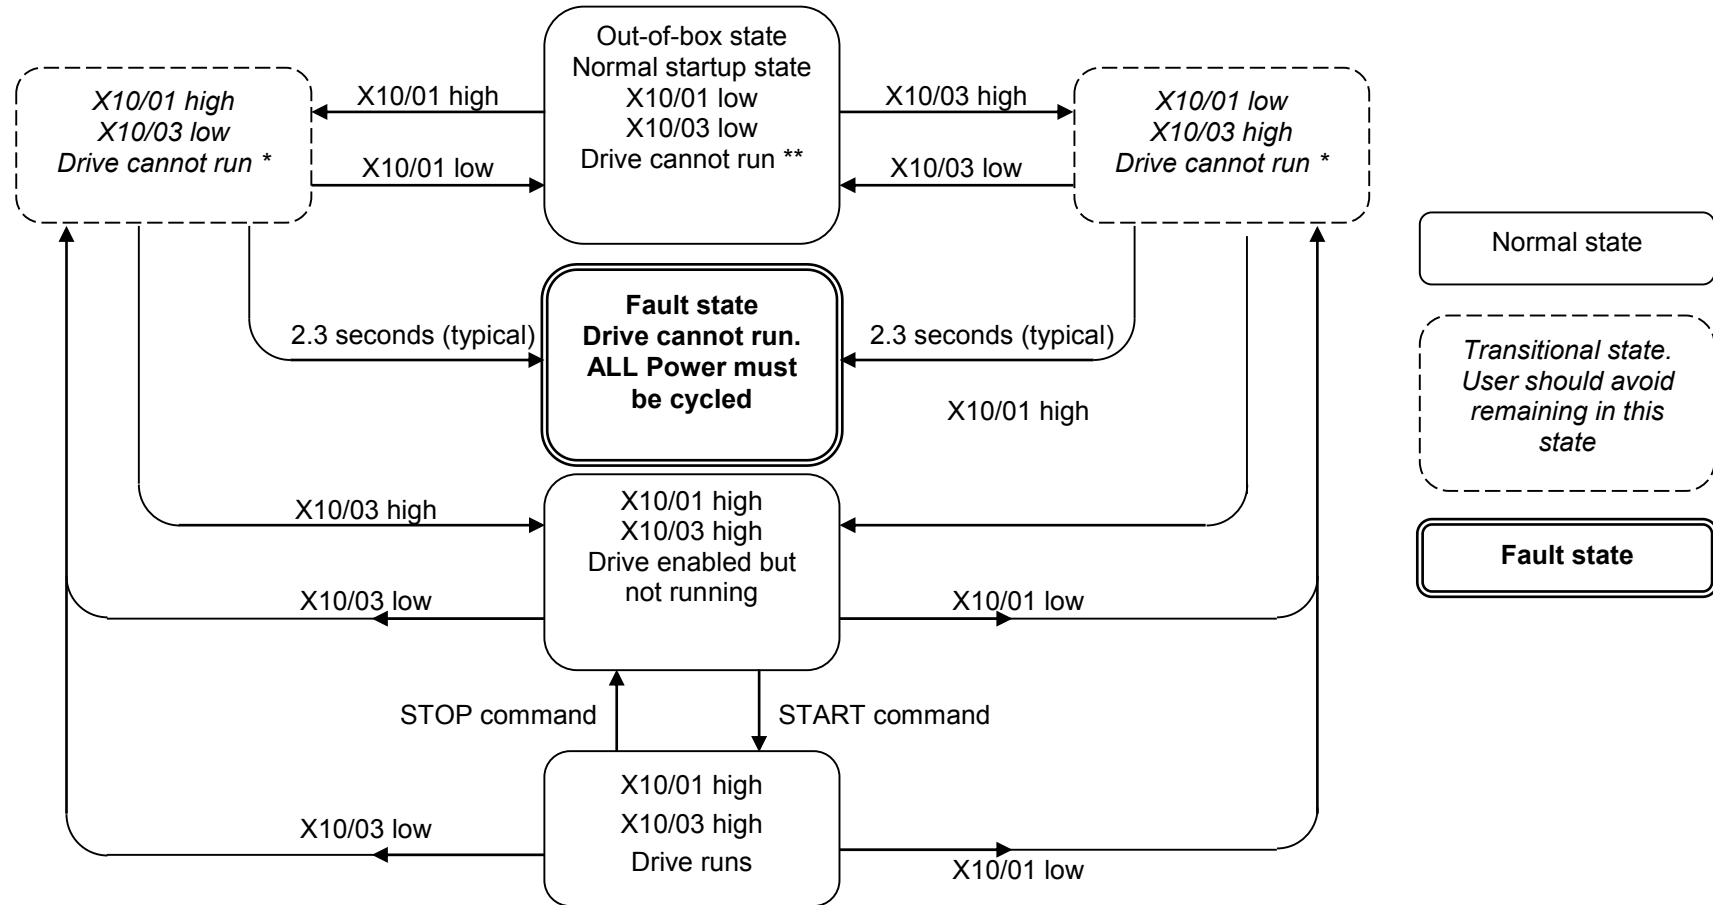 Out-of-box state
Normal startup state
X10/01 low
X10/03 low
Drive cannot run **
X10/01 high
X10/03 low
Drive cannot run *
X10/01 high
X10/01 low
X10/03 high
X10/03 low
X10/01 low
X10/03 high
Drive cannot run *
Normal state
Fault state
Drive cannot run.
ALL Power must
be cycled
2.3 seconds (typical)
2.3 seconds (typical)
X10/01 high
Transitional state.
User should avoid
remaining in this
state
X10/03 high
X10/01 high
X10/03 high
Drive enabled but
not running
Fault state
X10/03 low
X10/01 low
STOP command
START command
X10/01 high
X10/03 high
Drive runs
X10/03 low
X10/01 low